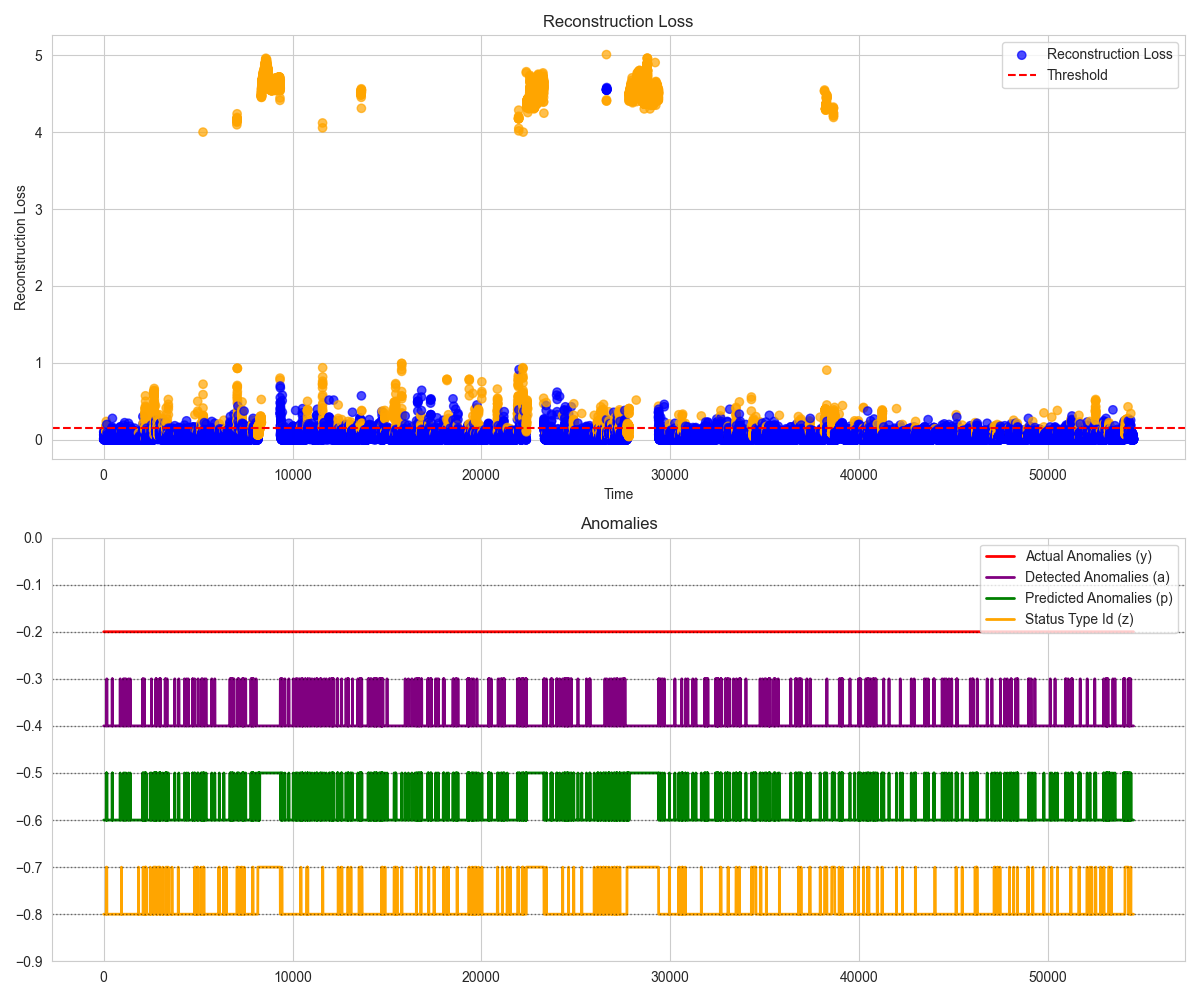 Reconstruction Loss
Reconstruction Loss
5
4
3
2
1
0
Reconstruction Loss
Threshold
0
10000
20000
30000
40000
50000
Time
Anomalies
0.0
−0.1
−0.2
−0.3
−0.4
−0.5
−0.6
−0.7
−0.8
−0.9
Actual Anomalies (y)
Detected Anomalies (a)
Predicted Anomalies (p)
Status Type Id (z)
0
10000
20000
30000
40000
50000